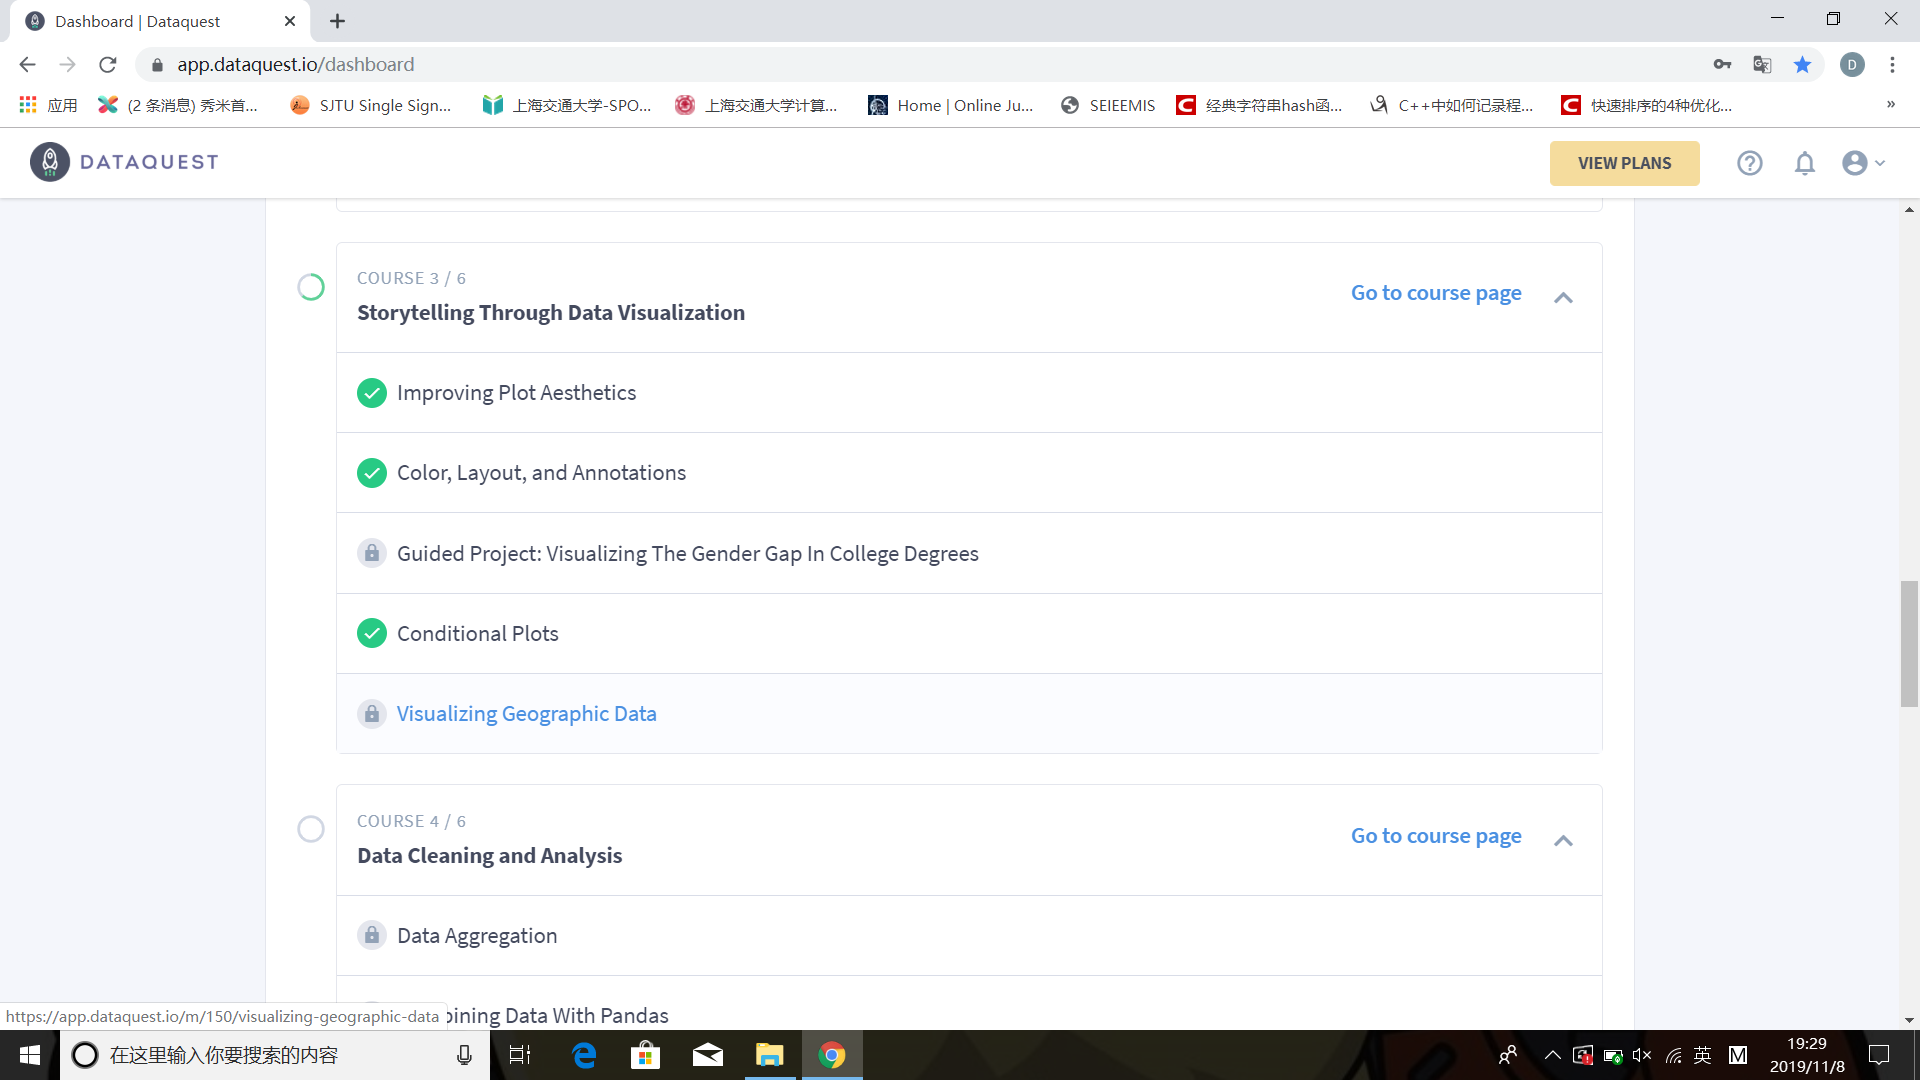 Dashboard | Dataquest
app.dataquest.io/dashboard
D
应用
(2 条消息) 秀米首...
SJTU Single Sign...
上海交通大学-SPO...
上海交通大学计算...
Home | Online Ju...
SEIEEMIS
经典字符串hash函...
C++中如何记录程...
快速排序的4种优化...
»
DATAQUEST
VIEW PLANS
COURSE 3 / 6
Go to course page
Storytelling Through Data Visualization
Improving Plot Aesthetics
Color, Layout, and Annotations
Guided Project: Visualizing The Gender Gap In College Degrees
Conditional Plots
Visualizing Geographic Data
COURSE 4 / 6
Go to course page
Data Cleaning and Analysis
Data Aggregation
Data With Pandas
https://app.dataquest.io/m/150/visualizing-geographic-data
在这里输入你要搜索的内容
英
M
19:29
2019/11/8